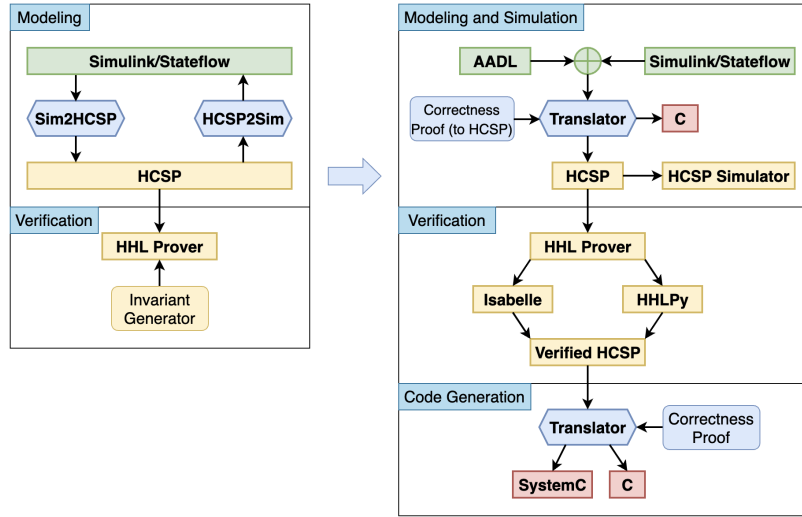 Modeling
Simulink/Stateflow
Sim2HCSP
HCSP2Sim
HCSP
Verification
HHL Prover
Invariant
Generator
Modeling and Simulation
AADL
Simulink/Stateflow
Correctness
Proof (to HCSP)
Translator
C
HCSP
HCSP Simulator
Verification
HHL Prover
Isabelle
HHLPy
Verified HCSP
Code Generation
Translator
Correctness
Proof
SystemC
C